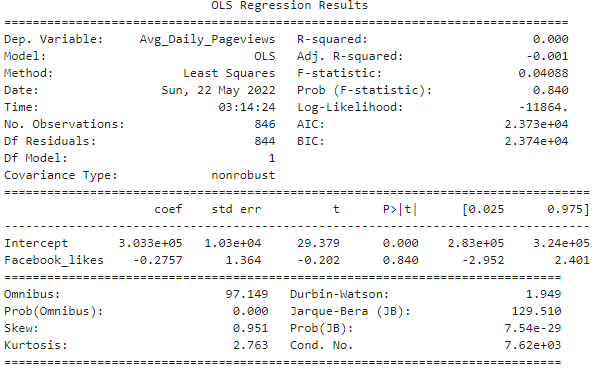 OLS Regression Results
==============================================================================
Dep. Variable:     Avg_Daily_Pageviews   R-squared:                       0.000
Model:                             OLS   Adj. R-squared:                 -0.001
Method:                  Least Squares   F-statistic:                   0.04088
Date:                 Sun, 22 May 2022   Prob (F-statistic):              0.840
Time:                         03:14:24   Log-Likelihood:                -11864.
No. Observations:                  846   AIC:                         2.373e+04
Df Residuals:                      844   BIC:                         2.374e+04
Df Model:                            1
Covariance Type:             nonrobust
==================================================================================
                     coef    std err          t      P>|t|      [0.025      0.975]
----------------------------------------------------------------------------------
Intercept       3.033e+05   1.03e+04     29.379      0.000    2.83e+05    3.24e+05
Facebook_likes    -0.2757      1.364     -0.202      0.840      -2.952       2.401
==============================================================================
Omnibus:                       97.149   Durbin-Watson:                   1.949
Prob(Omnibus):                  0.000   Jarque-Bera (JB):              129.510
Skew:                           0.951   Prob(JB):                     7.54e-29
Kurtosis:                       2.763   Cond. No.                     7.62e+03
==============================================================================